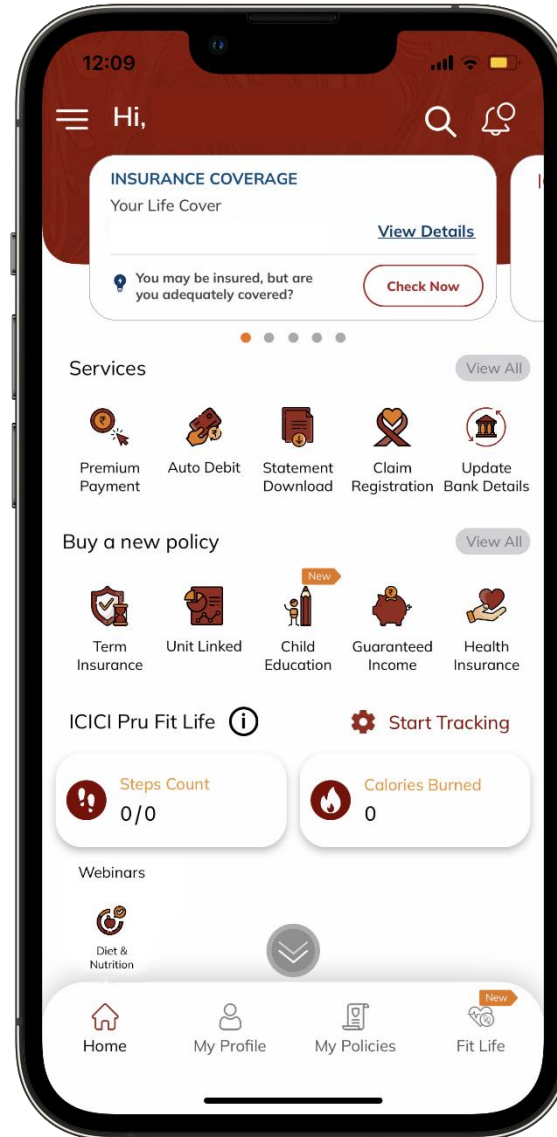 12:09
Hi,
INSURANCE COVERAGE
Your Life Cover
View Details
You may be insured, but are
you adequately covered?
Check Now
Services
View All
Premium
Payment
Auto Debit
Statement
Download
Claim
Registration
Update
Bank Details
Buy a new policy
View All
New
Term
Insurance
Unit Linked
Child
Education
Guaranteed
Income
Health
Insurance
ICICI Pru Fit Life
Start Tracking
Steps Count
0/0
Calories Burned
0
Webinars
Diet &
Nutrition
New
Home
My Profile
My Policies
Fit Life